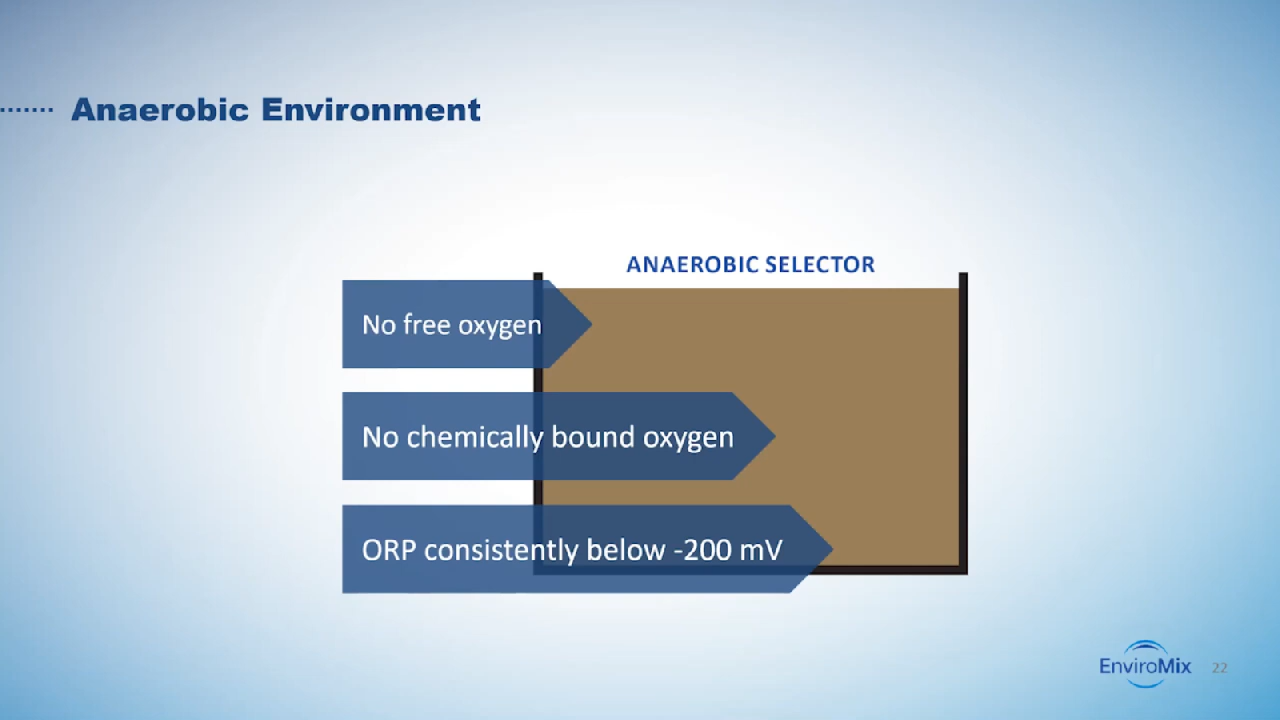 Anaerobic Environment
ANAEROBIC SELECTOR
No free oxygen
No chemically bound oxygen
ORP consistently below -200 mV
EnviroMix
22